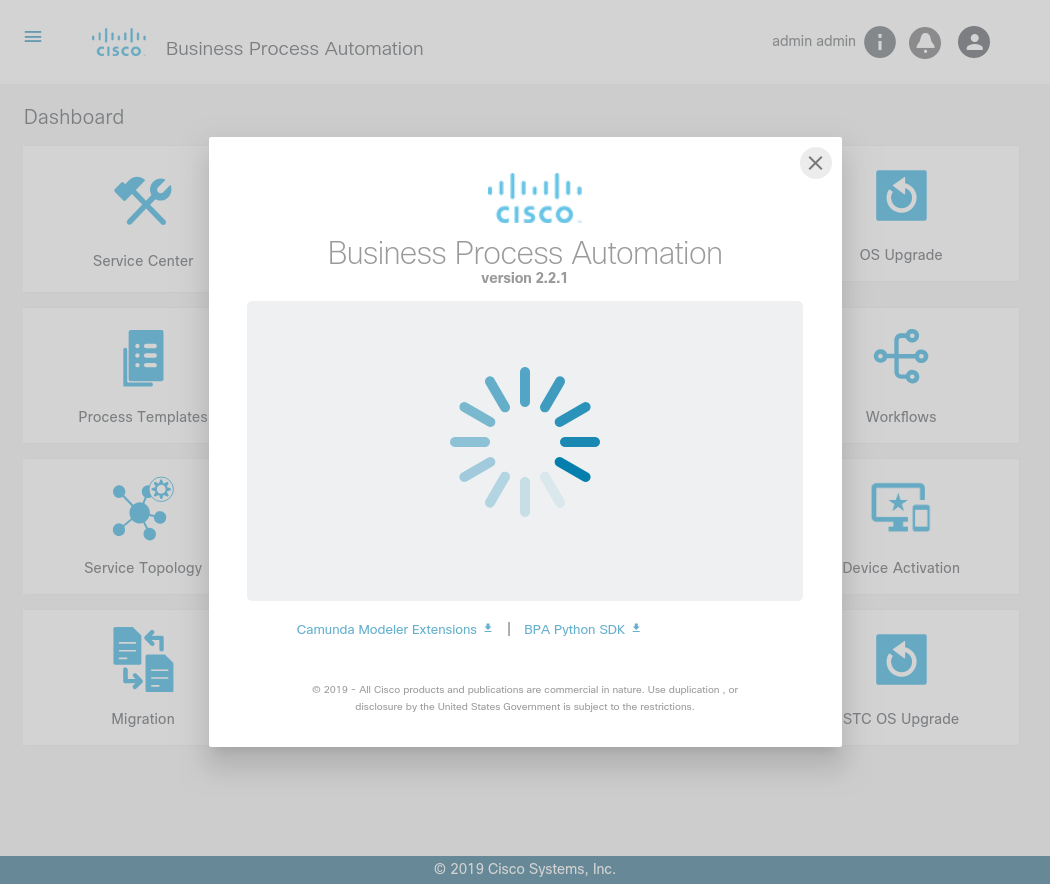 CISCO
Business Process Automation
admin admin
Dashboard
Service Center
OS Upgrade
Process Templates
Workflows
Service Topology
Device Activation
Migration
STC OS Upgrade
CISCO
Business Process Automation
version 2.2.1
Camunda Modeler Extensions | BPA Python SDK
© 2019 - All Cisco products and publications are commercial in nature. Use duplication , or
disclosure by the United States Government is subject to the restrictions.
© 2019 Cisco Systems, Inc.